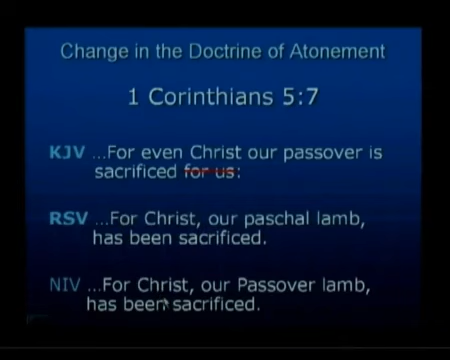 Change in the Doctrine of Atonement
1 Corinthians 5:7
KJV ...For even Christ our passover is
sacrificed for us:
RSV ...For Christ, our paschal lamb,
has been sacrificed.
NIV ...For Christ, our Passover lamb,
has been sacrificed.